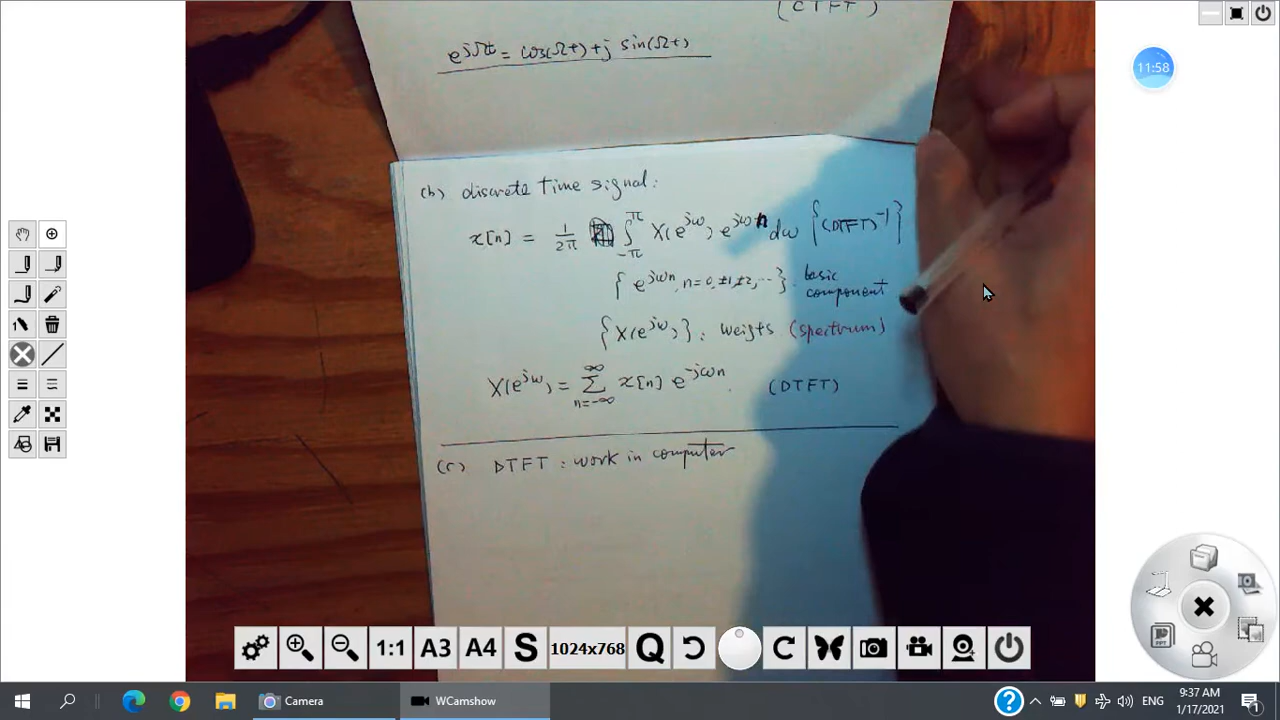 (CTFT)
e^{jΩt} = cos(Ωt)+j sin(Ωt)
11:58
(b) discrete time signal:
x[n] = 1/2π ∫_{-π}^{π} X(e^{jω}) e^{jωn} dω {(DTFT)^{-1}}
{ e^{jωn}, n=0,±1,±2,... } . basic component
{X(e^{jω})}: weigts (spectrum)
X(e^{jω}) = Σ_{n=-∞}^{∞} x[n] e^{-jωn} . (DTFT)
(c) DTFT : work in computer
1:1 A3 A4 S 1024x768 Q
Camera WCamshow
ENG 9:37 AM
1/17/2021